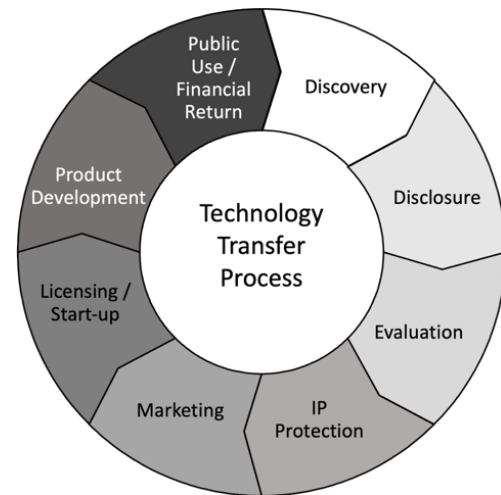 Technology
Transfer
Process
Discovery
Disclosure
Evaluation
IP
Protection
Marketing
Licensing /
Start-up
Product
Development
Public
Use /
Financial
Return